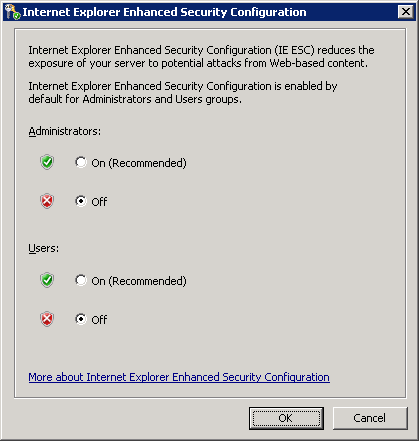 Internet Explorer Enhanced Security Configuration
Internet Explorer Enhanced Security Configuration (IE ESC) reduces the
exposure of your server to potential attacks from Web-based content.
Internet Explorer Enhanced Security Configuration is enabled by
default for Administrators and Users groups.
Administrators:
On (Recommended)
Off
Users:
On (Recommended)
Off
More about Internet Explorer Enhanced Security Configuration
OK
Cancel